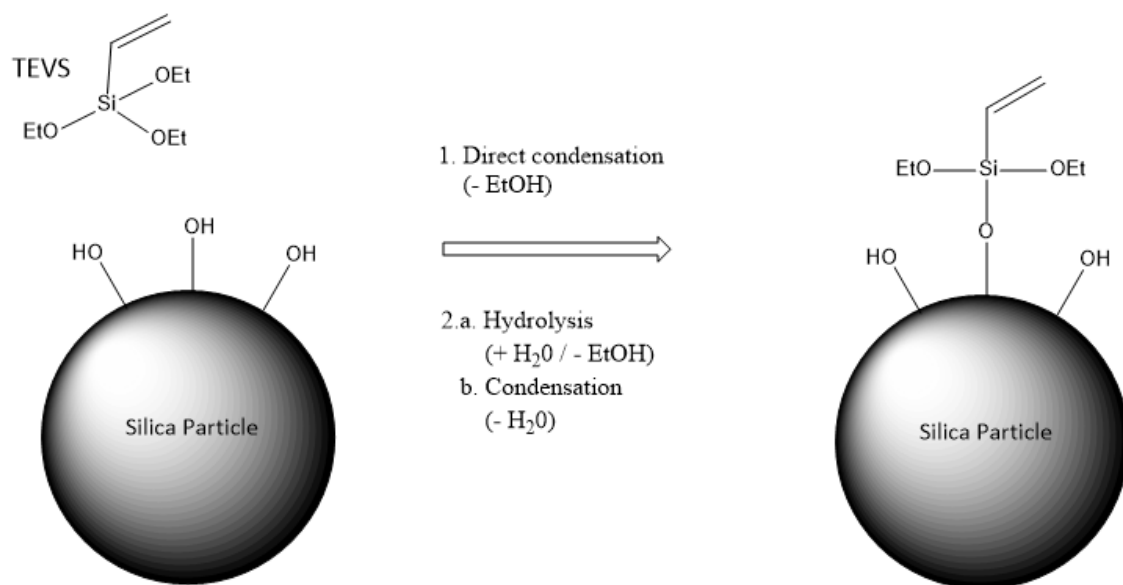 TEVS
Si
OEt
OEt
EtO
1. Direct condensation
(- EtOH)
2.a. Hydrolysis
(+ H₂0 / - EtOH)
b. Condensation
(- H₂0)
HO
OH
OH
Silica Particle
EtO
Si
OEt
O
HO
OH
Silica Particle